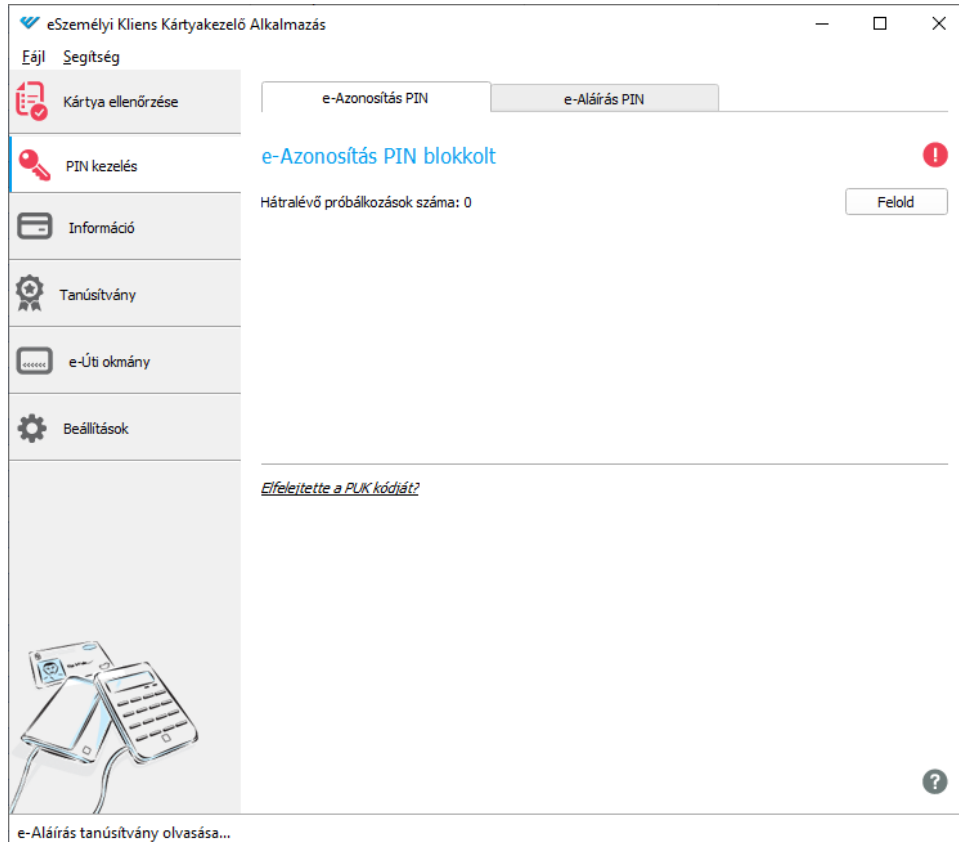 eSzemélyi Kliens Kártyakezelő Alkalmazás
Fájl Segítség
Kártya ellenőrzése
PIN kezelés
Információ
Tanúsítvány
e-Úti okmány
Beállítások
e-Azonosítás PIN
e-Aláírás PIN
e-Azonosítás PIN blokkolt
Hátralévő próbálkozások száma: 0
Felold
Elfelejtette a PUK kódját?
e-Aláírás tanúsítvány olvasása...